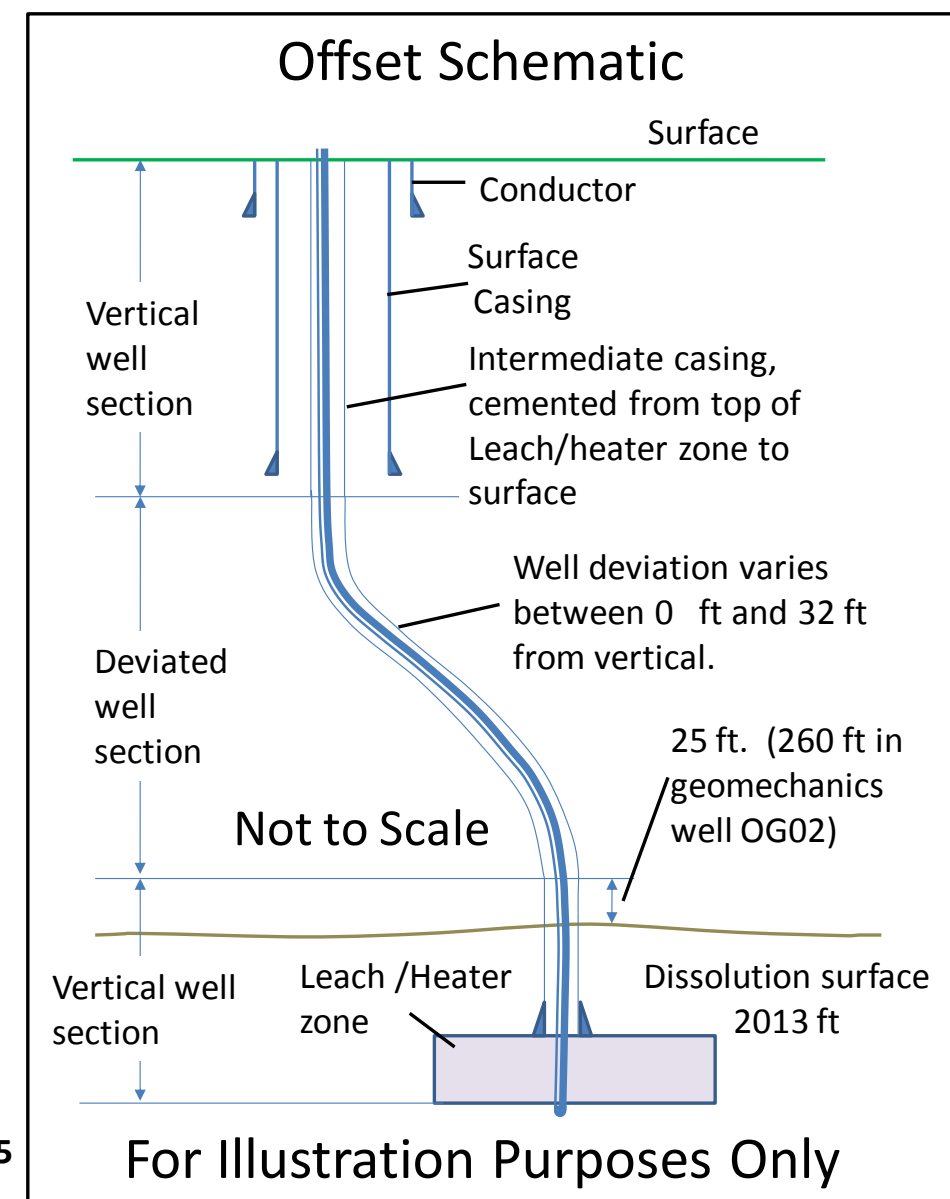 Offset Schematic
Surface
Conductor
Surface
Casing
Vertical
well
section
Intermediate casing,
cemented from top of
Leach/heater zone to
surface
Well deviation varies
between 0 ft and 32 ft
from vertical.
Deviated
well
section
25 ft. (260 ft in
geomechanics
well OG02)
Not to Scale
Vertical well
section
Leach /Heater
zone
Dissolution surface
2013 ft
5
For Illustration Purposes Only